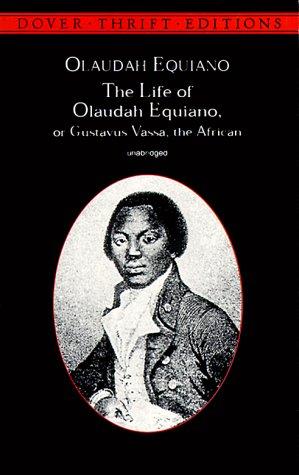 DOVER · THRIFT · EDITIONS
OLAUDAH EQUIANO
The Life of
Olaudah Equiano,
or Gustavus Vassa, the African
unabridged